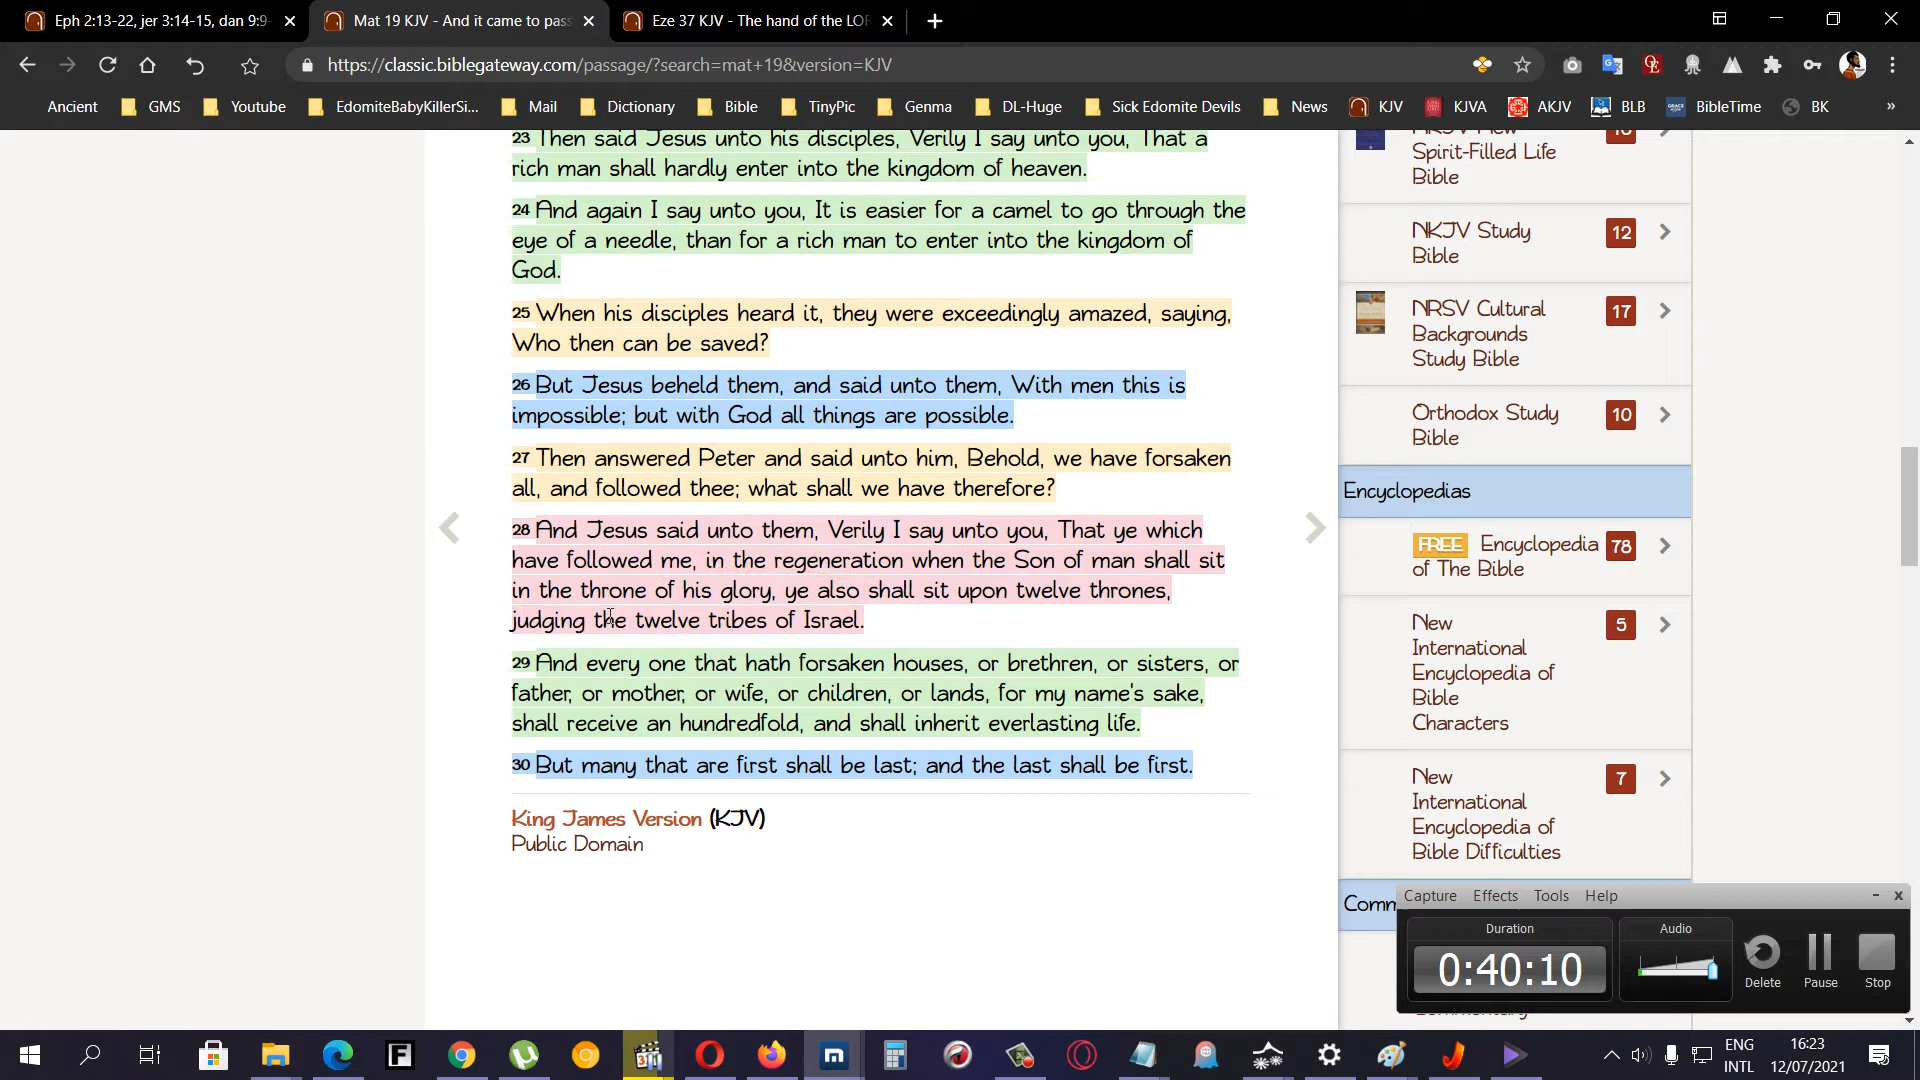 Eph 2:13-22, jer 3:14-15, dan 9:9-
Mat 19 KJV - And it came to pas
Eze 37 KJV - The hand of the LOR
https://classic.biblegateway.com/passage/?search=mat+19&version=KJV
Ancient
GMS
Youtube
EdomiteBabyKillerSi...
Mail
Dictionary
Bible
TinyPic
Genma
DL-Huge
Sick Edomite Devils
News
KJV
KJVA
AKJV
BLB
BibleTime
BK
»
23 Then said Jesus unto his disciples, Verily I say unto you, That a
rich man shall hardly enter into the kingdom of heaven.
24 And again I say unto you, It is easier for a camel to go through the
eye of a needle, than for a rich man to enter into the kingdom of
God.
25 When his disciples heard it, they were exceedingly amazed, saying,
Who then can be saved?
26 But Jesus beheld them, and said unto them, With men this is
impossible; but with God all things are possible.
27 Then answered Peter and said unto him, Behold, we have forsaken
all, and followed thee; what shall we have therefore?
28 And Jesus said unto them, Verily I say unto you, That ye which
have followed me, in the regeneration when the Son of man shall sit
in the throne of his glory, ye also shall sit upon twelve thrones,
judging the twelve tribes of Israel.
29 And every one that hath forsaken houses, or brethren, or sisters, or
father, or mother, or wife, or children, or lands, for my name's sake,
shall receive an hundredfold, and shall inherit everlasting life.
30 But many that are first shall be last; and the last shall be first.
King James Version (KJV)
Public Domain
NRSV New
Spirit-Filled Life
Bible
NKJV Study
Bible
12
NRSV Cultural
Backgrounds
Study Bible
17
Orthodox Study
Bible
10
Encyclopedias
FREE Encyclopedia
of The Bible
78
New
International
Encyclopedia of
Bible
Characters
5
New
International
Encyclopedia of
Bible Difficulties
7
Comm
Capture Effects Tools Help
Duration
0:40:10
Audio
Delete
Pause
Stop
ENG
INTL
16:23
12/07/2021